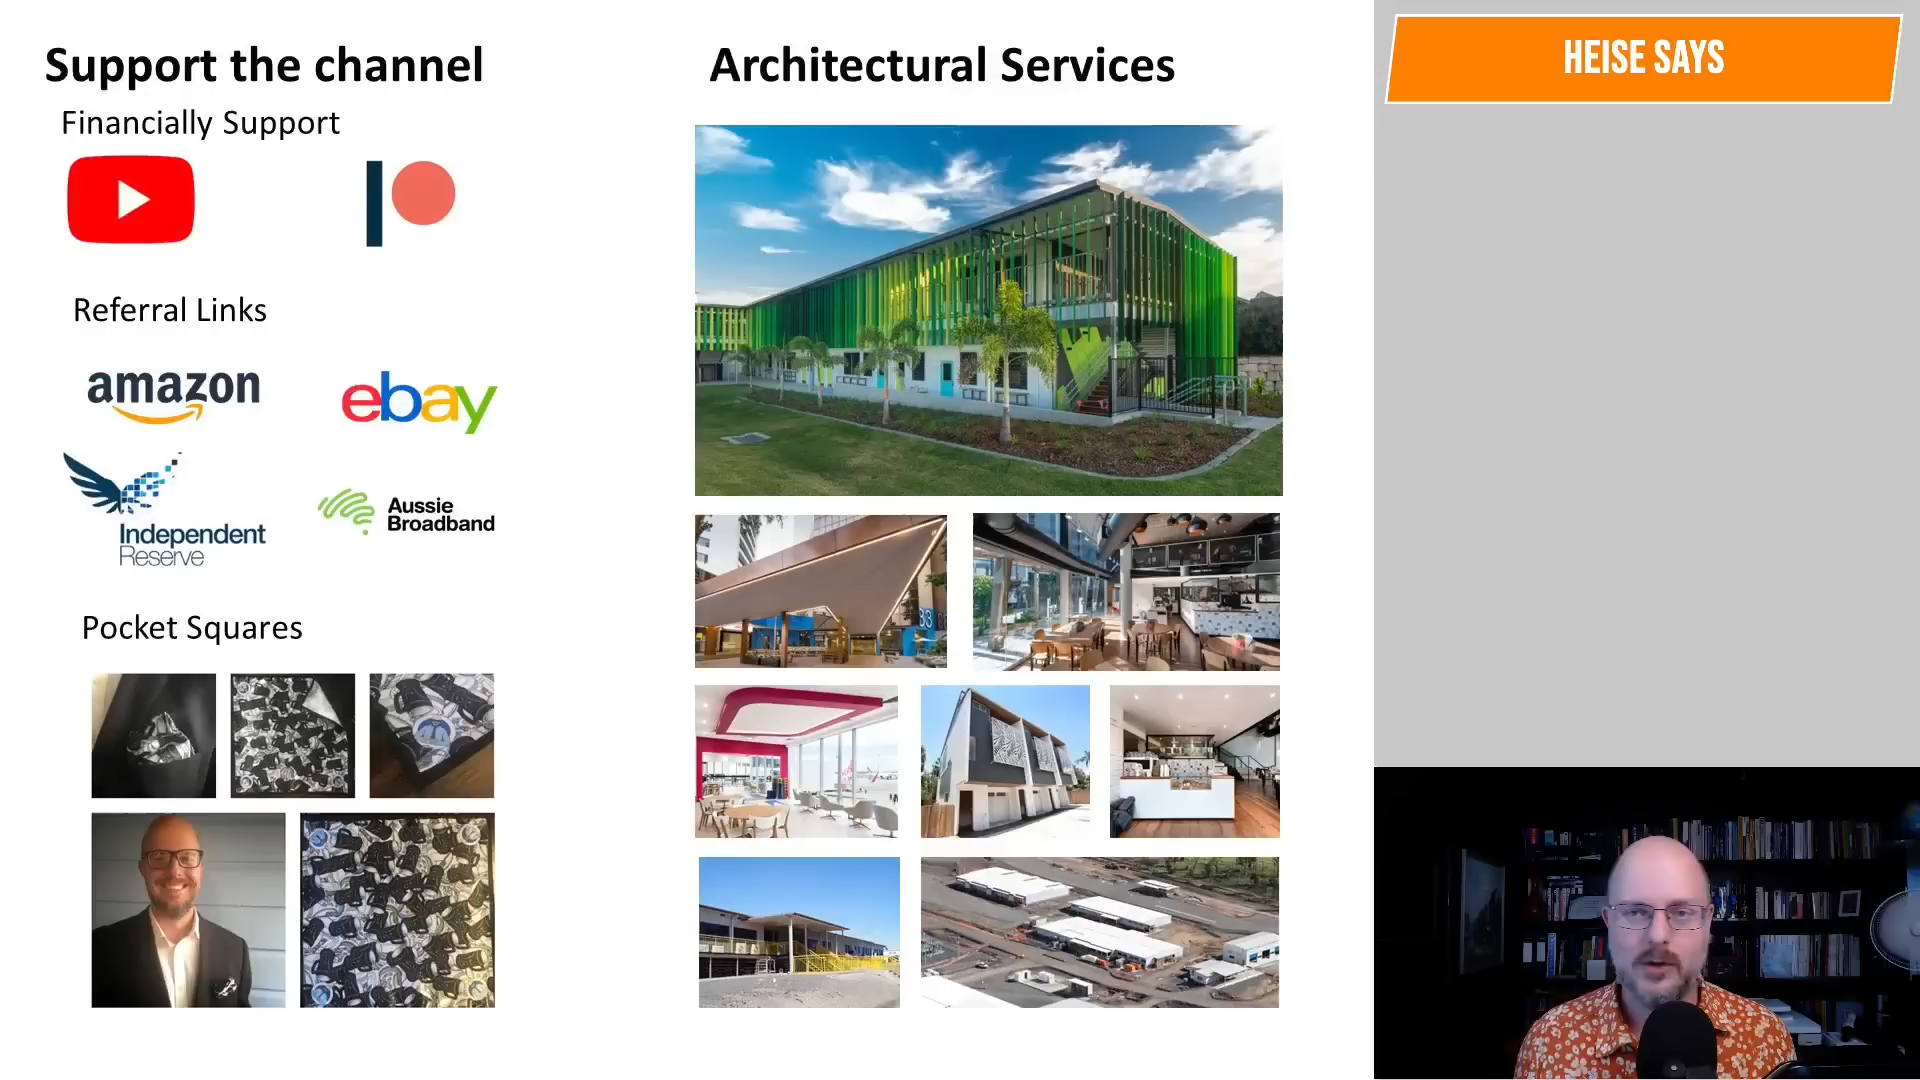 Support the channel
Financially Support
Referral Links
amazon
ebay
Independent
Reserve
Aussie
Broadband
Pocket Squares
Architectural Services
33
HEISE SAYS